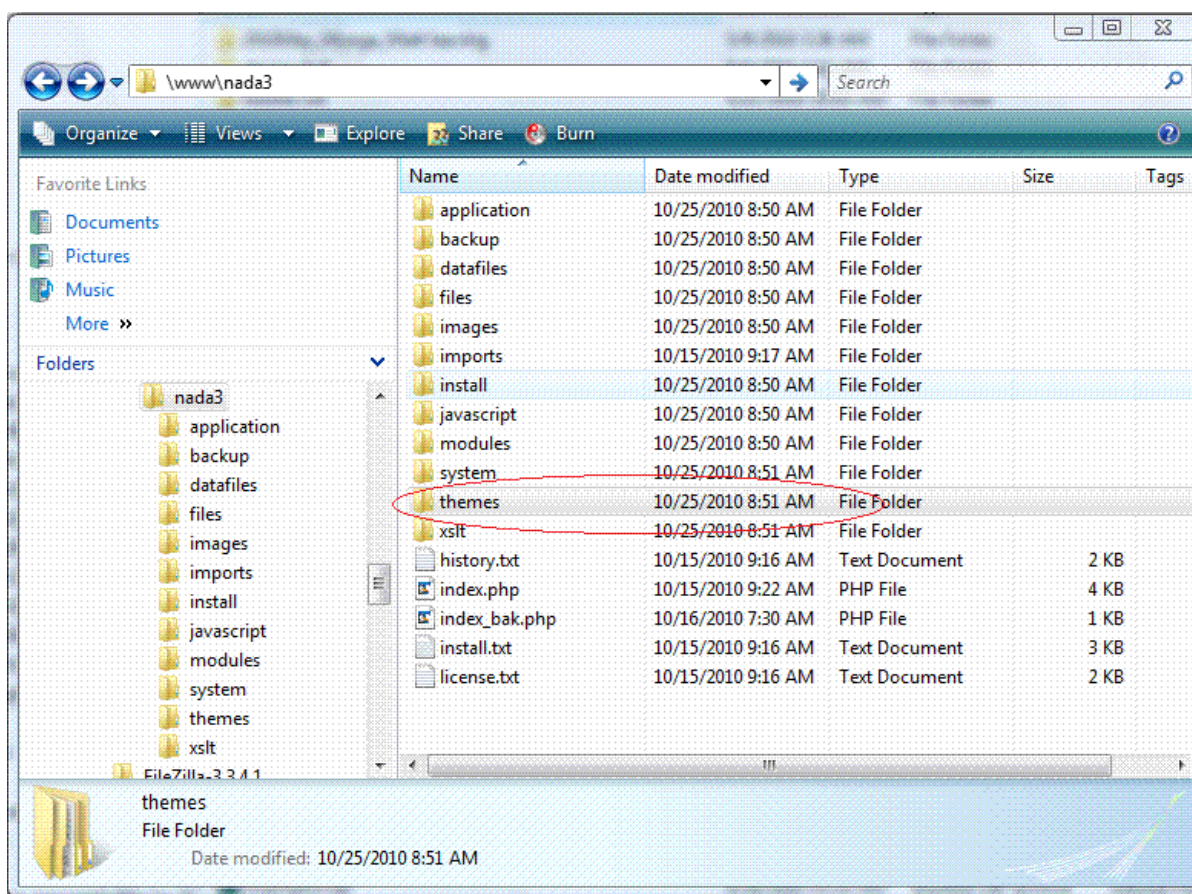 \www\nada3 Search
Organize Views Explore Share Burn
Favorite Links
Documents
Pictures
Music
More »
Folders
nada3
application
backup
datafiles
files
images
imports
install
javascript
modules
system
themes
xslt
FileZilla-3.3.4.1
Name Date modified Type Size Tags
application 10/25/2010 8:50 AM File Folder
backup 10/25/2010 8:50 AM File Folder
datafiles 10/25/2010 8:50 AM File Folder
files 10/25/2010 8:50 AM File Folder
images 10/25/2010 8:50 AM File Folder
imports 10/15/2010 9:17 AM File Folder
install 10/25/2010 8:50 AM File Folder
javascript 10/25/2010 8:50 AM File Folder
modules 10/25/2010 8:50 AM File Folder
system 10/25/2010 8:51 AM File Folder
themes 10/25/2010 8:51 AM File Folder
xslt 10/25/2010 8:51 AM File Folder
history.txt 10/15/2010 9:16 AM Text Document 2 KB
index.php 10/15/2010 9:22 AM PHP File 4 KB
index_bak.php 10/16/2010 7:30 AM PHP File 1 KB
install.txt 10/15/2010 9:16 AM Text Document 3 KB
license.txt 10/15/2010 9:16 AM Text Document 2 KB
themes
File Folder
Date modified: 10/25/2010 8:51 AM